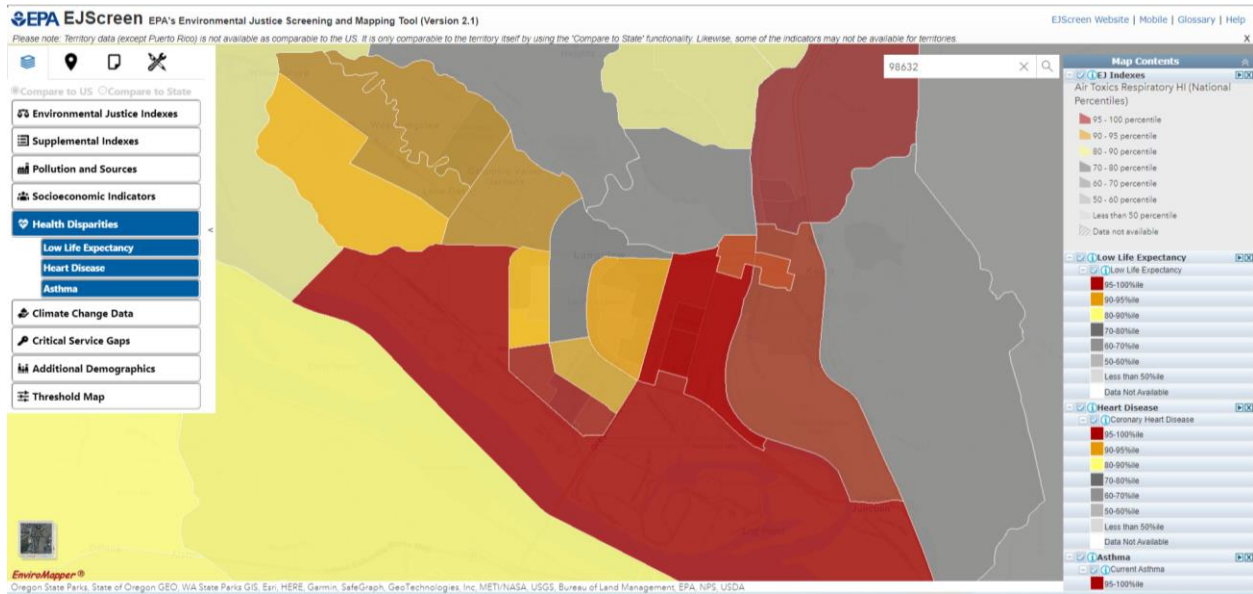 EPA EJScreen EPA's Environmental Justice Screening and Mapping Tool (Version 2.1)
EJScreen Website | Mobile | Glossary | Help
Please note: Territory data (except Puerto Rico) is not available as comparable to the US. It is only comparable to the territory itself by using the 'Compare to State' functionality. Likewise, some of the indicators may not be available for territories.
X
Compare to US Compare to State
Environmental Justice Indexes
Supplemental Indexes
Pollution and Sources
Socioeconomic Indicators
Health Disparities
Low Life Expectancy
Heart Disease
Asthma
Climate Change Data
Critical Service Gaps
Additional Demographics
Threshold Map
<
98632
Map Contents
EJ Indexes
Air Toxics Respiratory HI (National
Percentiles)
95 - 100 percentile
90 - 95 percentile
80 - 90 percentile
70 - 80 percentile
60 - 70 percentile
50 - 60 percentile
Less than 50 percentile
Data not available
Low Life Expectancy
Low Life Expectancy
95-100%ile
90-95%ile
80-90%ile
70-80%ile
60-70%ile
50-60%ile
Less than 50%ile
Data Not Available
Heart Disease
Coronary Heart Disease
95-100%ile
90-95%ile
80-90%ile
70-80%ile
60-70%ile
50-60%ile
Less than 50%ile
Data Not Available
Asthma
Current Asthma
95-100%ile
EnviroMapper ®
Oregon State Parks, State of Oregon GEO, WA State Parks GIS, Esri, HERE, Garmin, SafeGraph, GeoTechnologies, Inc, METI/NASA, USGS, Bureau of Land Management, EPA, NPS, USDA